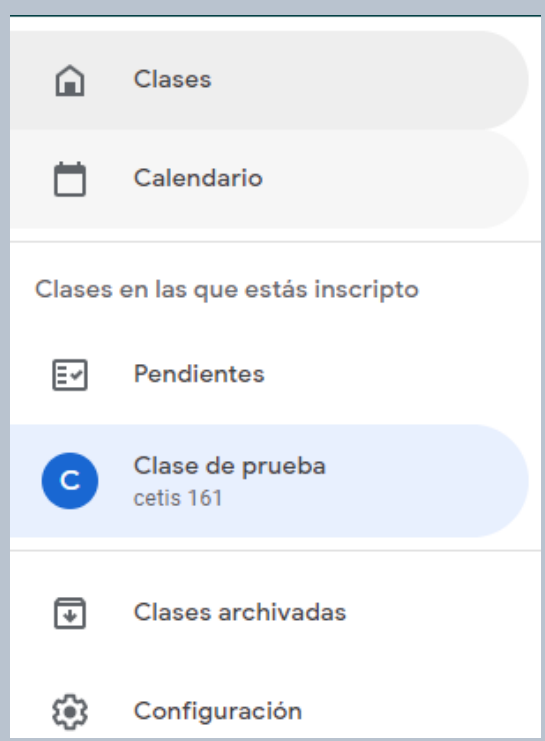 Clases
Calendario
Clases en las que estás inscripto
Pendientes
C
Clase de prueba
cetis 161
Clases archivadas
Configuración